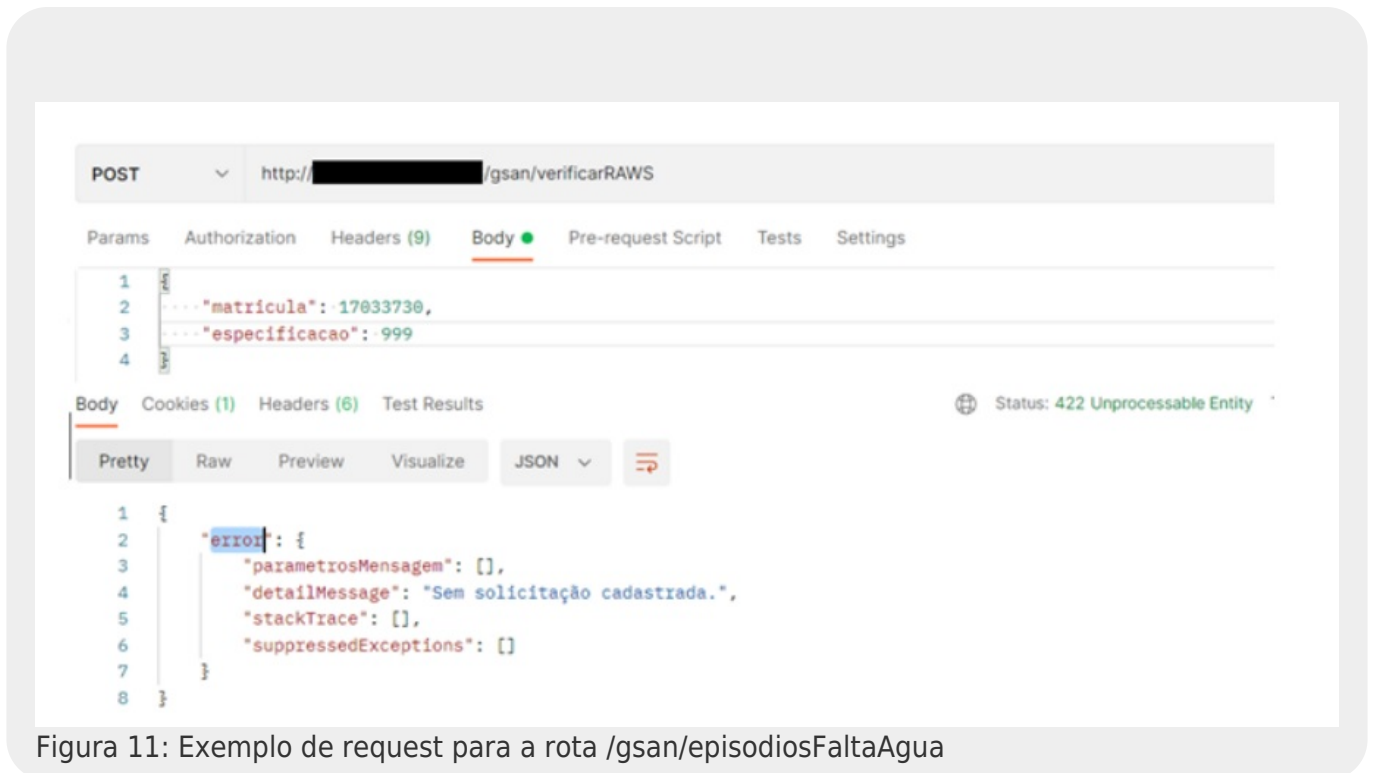 POST http:// /gsan/verificarRAWS
Params Authorization Headers (9) Body Pre-request Script Tests Settings
1 {
2 "matricula": 17033730,
3 "especificacao": 999
4 }
Body Cookies (1) Headers (6) Test Results Status: 422 Unprocessable Entity
Pretty Raw Preview Visualize JSON
1 {
2 "error": {
3 "parametrosMensagem": [],
4 "detailMessage": "Sem solicitação cadastrada.",
5 "stackTrace": [],
6 "suppressedExceptions": []
7 }
8 }
Figura 11: Exemplo de request para a rota /gsan/episodiosFaltaAgua